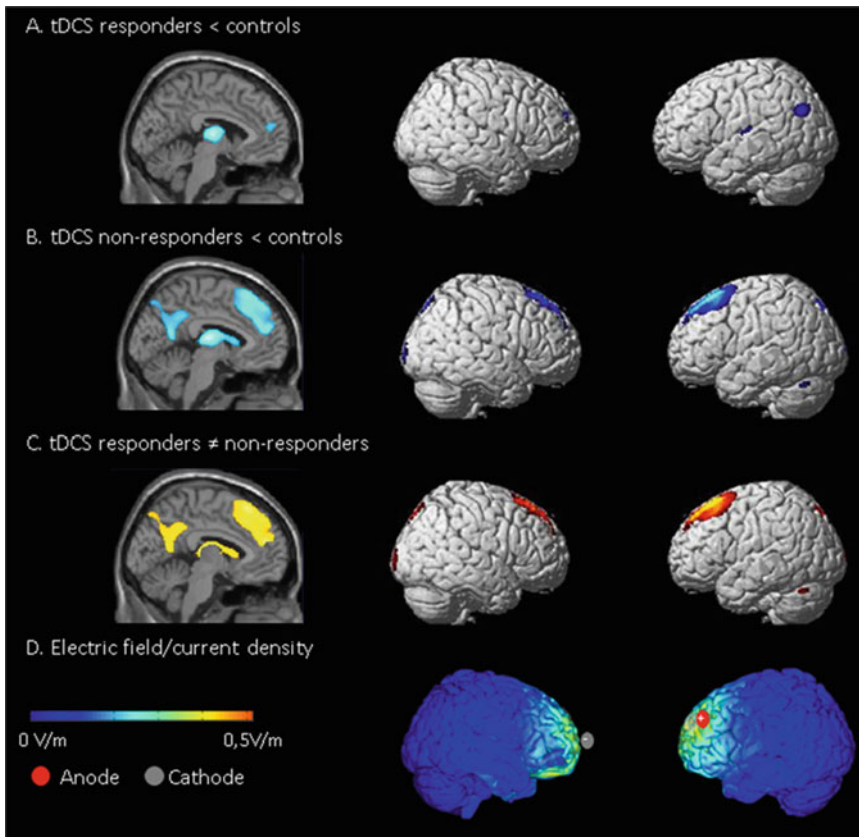 A. tDCS responders < controls
B. tDCS non-responders < controls
C. tDCS responders ≠ non-responders
D. Electric field/current density
0 V/m 0,5V/m
Anode Cathode